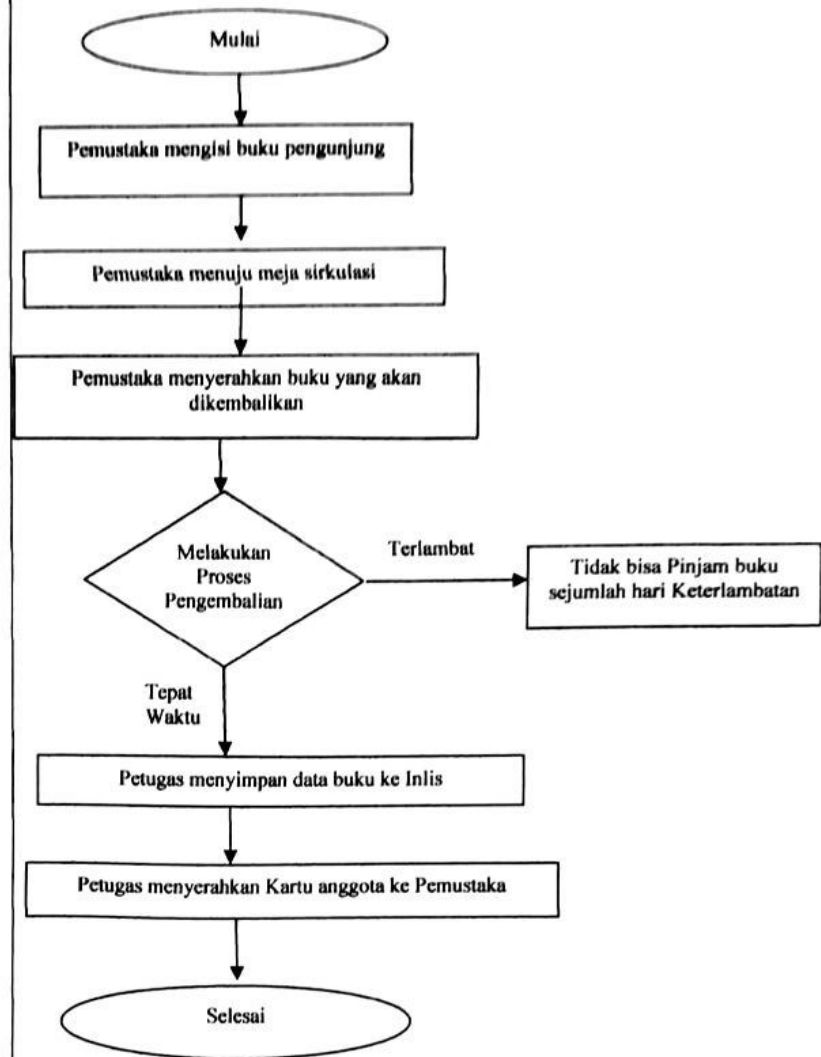 Mulai
Pemustaka mengisi buku pengunjung
Pemustaka menuju meja sirkulasi
Pemustaka menyerahkan buku yang akan
dikembalikan
Melakukan
Proses
Pengembalian
Terlambat
Tidak bisa Pinjam buku
sejumlah hari Keterlambatan
Tepat
Waktu
Petugas menyimpan data buku ke Inlis
Petugas menyerahkan Kartu anggota ke Pemustaka
Selesai